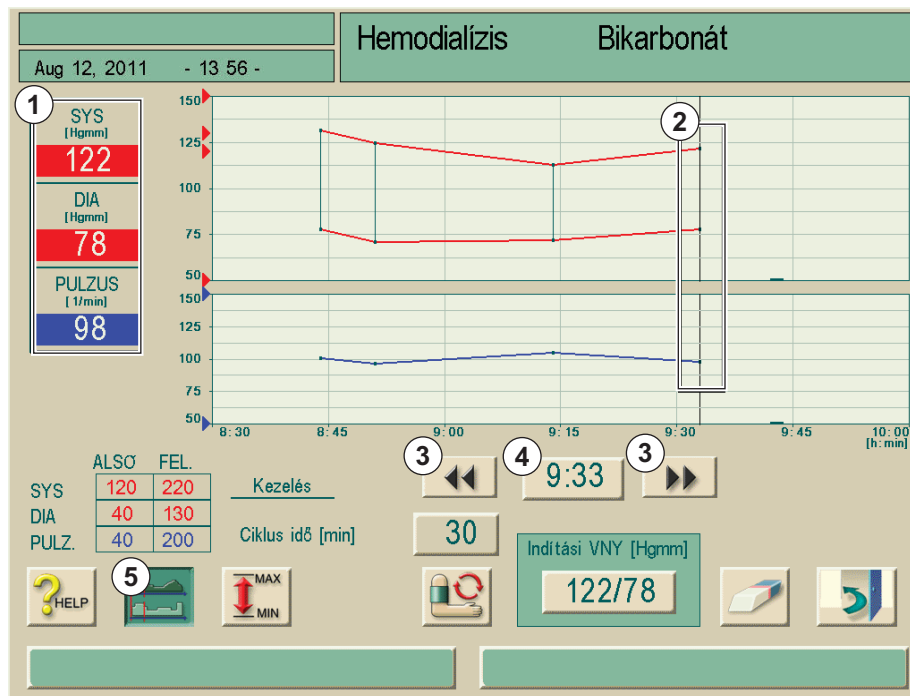 Hemodialízis Bikarbonát
Aug 12, 2011 - 13 56 -
1
SYS
[Hgmm]
122
DIA
[Hgmm]
78
PULZUS
[ 1/min]
98
150
125
100
75
50
2
150
125
100
75
50
8:30 8:45 9:00 9:15 9:30 9:45 10:00
[h:min]
3 4 3
9:33
ALSÓ FEL.
SYS 120 220
DIA 40 130
PULZ. 40 200
Kezelés
Ciklus idő [min] 30
Indítási VNY [Hgmm]
122/78
5
?HELP
MAX
MIN